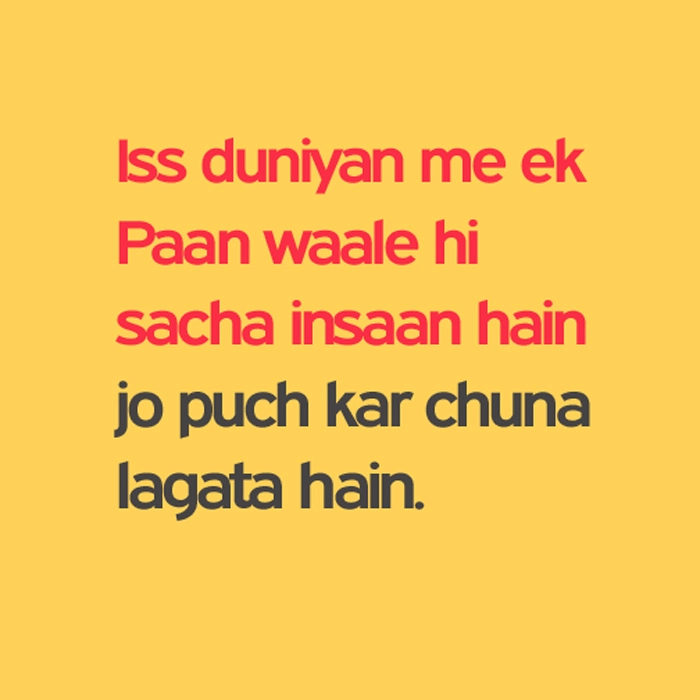 Iss duniyan me ek
Paan waale hi
sacha insaan hain
jo puch kar chuna
lagata hain.